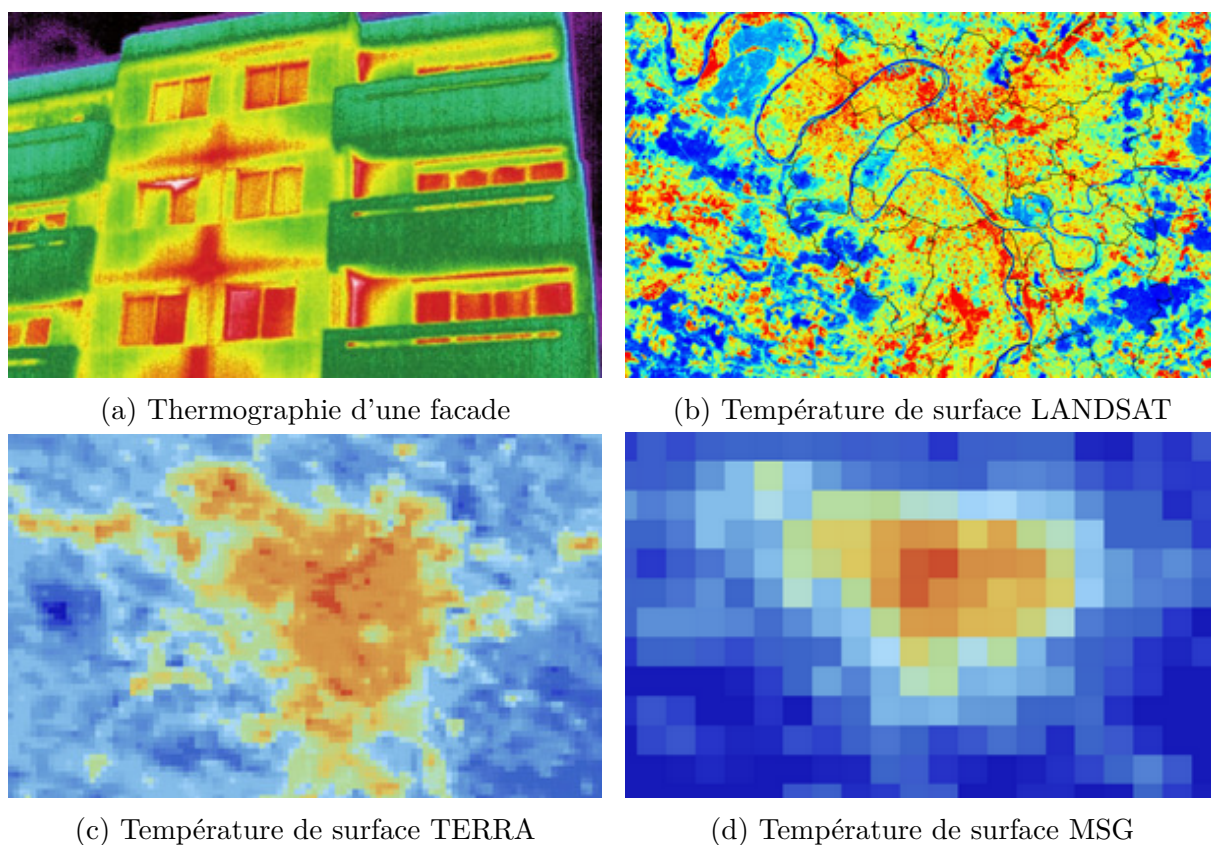 (a) Thermographie d'une facade
(b) Température de surface LANDSAT
(c) Température de surface TERRA
(d) Température de surface MSG